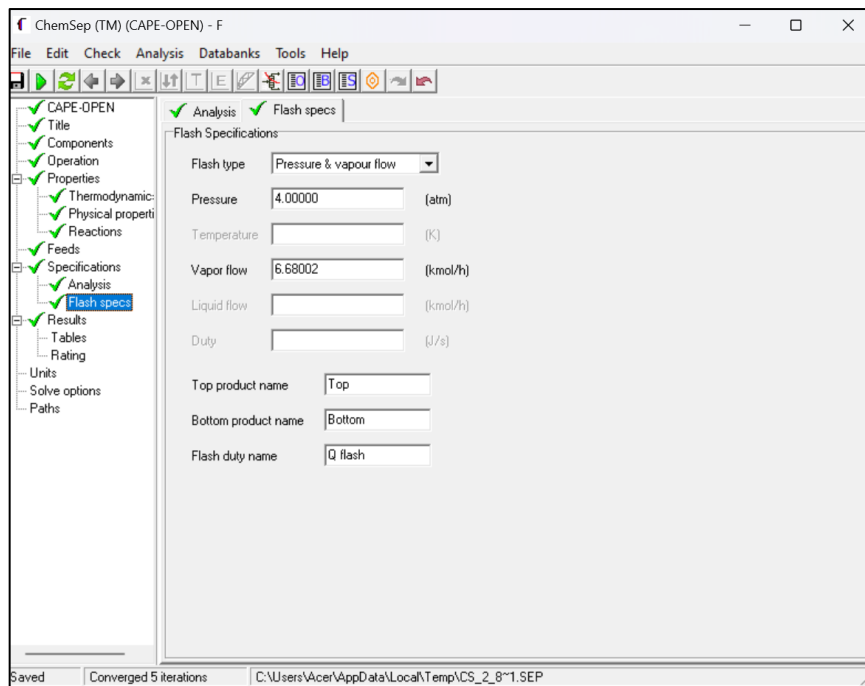 ChemSep (TM) (CAPE-OPEN) - F
File Edit Check Analysis Databanks Tools Help
T E O B S
CAPE-OPEN
Title
Components
Operation
Properties
Thermodynamic:
Physical properti
Reactions
Feeds
Specifications
Analysis
Flash specs
Results
Tables
Rating
Units
Solve options
Paths
Analysis Flash specs
Flash Specifications
Flash type Pressure & vapour flow
Pressure 4.00000 (atm)
Temperature (K)
Vapor flow 6.68002 (kmol/h)
Liquid flow (kmol/h)
Duty (J/s)
Top product name Top
Bottom product name Bottom
Flash duty name Q flash
Saved Converged 5 iterations C:\Users\Acer\AppData\Local\Temp\CS_2_8~1.SEP